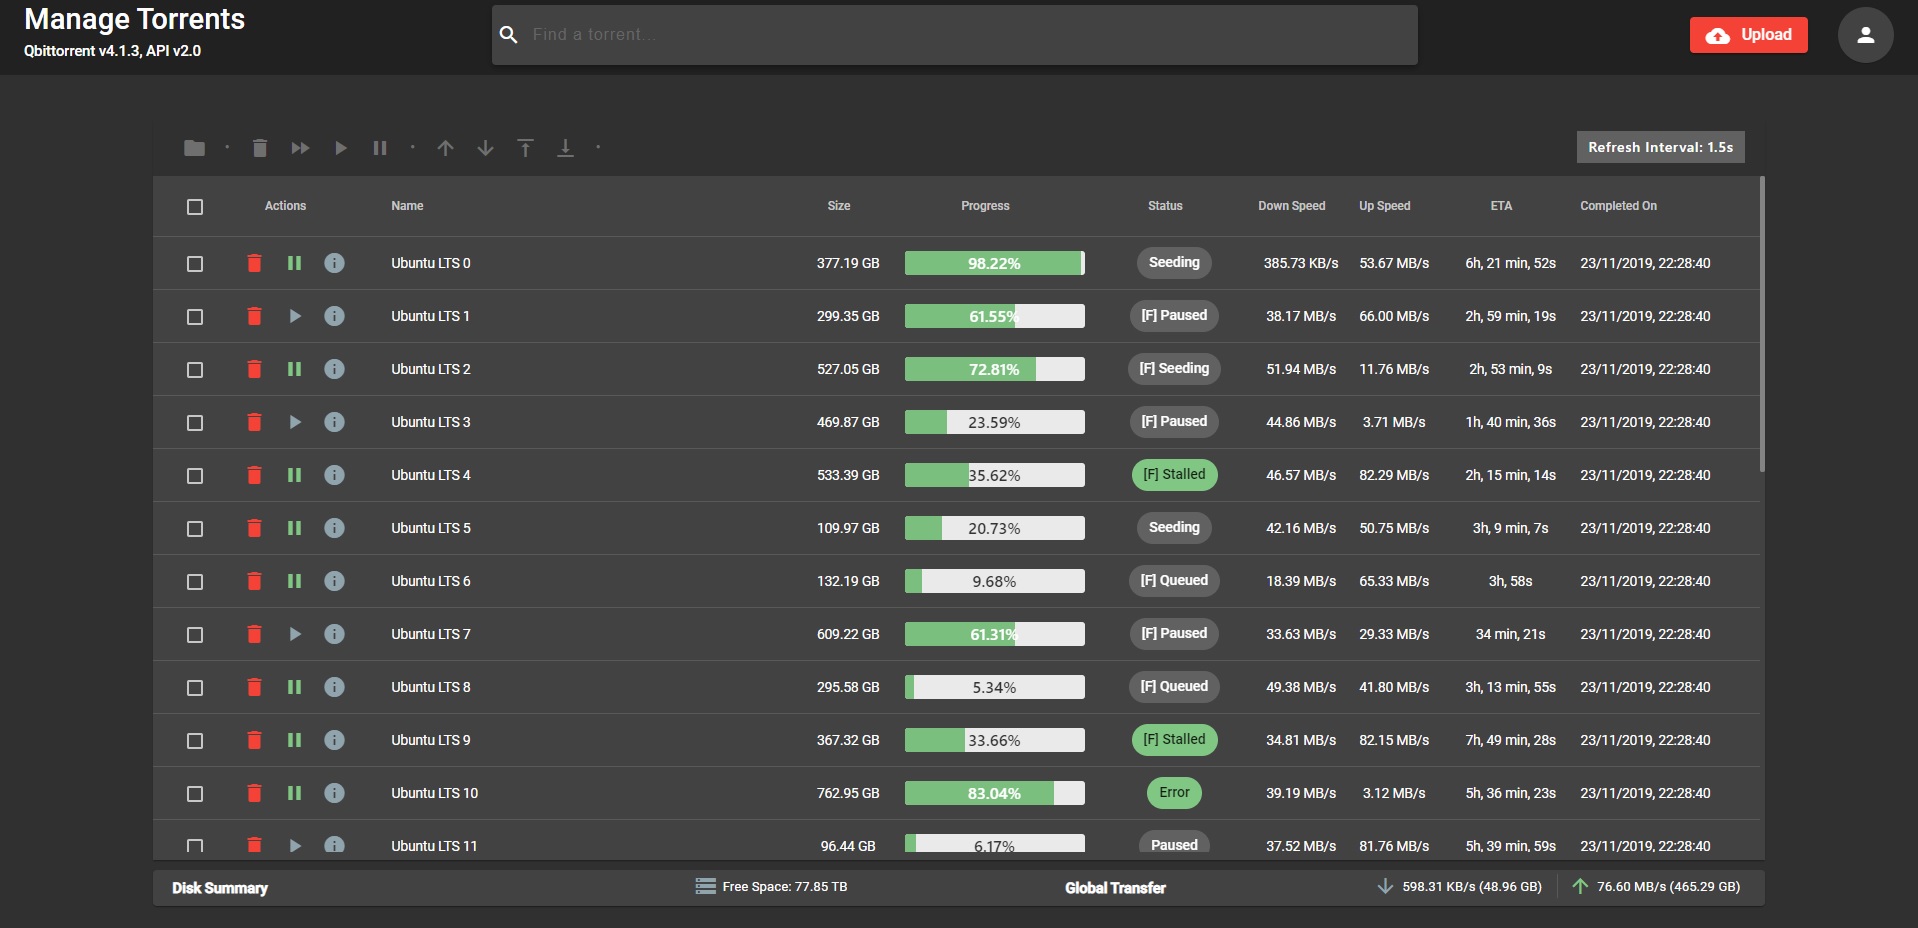 Manage Torrents
Qbittorrent v4.1.3, API v2.0
Find a torrent...
Upload
Refresh Interval: 1.5s
Actions Name Size Progress Status Down Speed Up Speed ETA Completed On
Ubuntu LTS 0 377.19 GB 98.22% Seeding 385.73 KB/s 53.67 MB/s 6h, 21 min, 52s 23/11/2019, 22:28:40
Ubuntu LTS 1 299.35 GB 61.55% [F] Paused 38.17 MB/s 66.00 MB/s 2h, 59 min, 19s 23/11/2019, 22:28:40
Ubuntu LTS 2 527.05 GB 72.81% [F] Seeding 51.94 MB/s 11.76 MB/s 2h, 53 min, 9s 23/11/2019, 22:28:40
Ubuntu LTS 3 469.87 GB 23.59% [F] Paused 44.86 MB/s 3.71 MB/s 1h, 40 min, 36s 23/11/2019, 22:28:40
Ubuntu LTS 4 533.39 GB 35.62% [F] Stalled 46.57 MB/s 82.29 MB/s 2h, 15 min, 14s 23/11/2019, 22:28:40
Ubuntu LTS 5 109.97 GB 20.73% Seeding 42.16 MB/s 50.75 MB/s 3h, 9 min, 7s 23/11/2019, 22:28:40
Ubuntu LTS 6 132.19 GB 9.68% [F] Queued 18.39 MB/s 65.33 MB/s 3h, 58s 23/11/2019, 22:28:40
Ubuntu LTS 7 609.22 GB 61.31% [F] Paused 33.63 MB/s 29.33 MB/s 34 min, 21s 23/11/2019, 22:28:40
Ubuntu LTS 8 295.58 GB 5.34% [F] Queued 49.38 MB/s 41.80 MB/s 3h, 13 min, 55s 23/11/2019, 22:28:40
Ubuntu LTS 9 367.32 GB 33.66% [F] Stalled 34.81 MB/s 82.15 MB/s 7h, 49 min, 28s 23/11/2019, 22:28:40
Ubuntu LTS 10 762.95 GB 83.04% Error 39.19 MB/s 3.12 MB/s 5h, 36 min, 23s 23/11/2019, 22:28:40
Ubuntu LTS 11 96.44 GB 6.17% Paused 37.52 MB/s 81.76 MB/s 5h, 39 min, 59s 23/11/2019, 22:28:40
Disk Summary Free Space: 77.85 TB Global Transfer 598.31 KB/s (48.96 GB) 76.60 MB/s (465.29 GB)